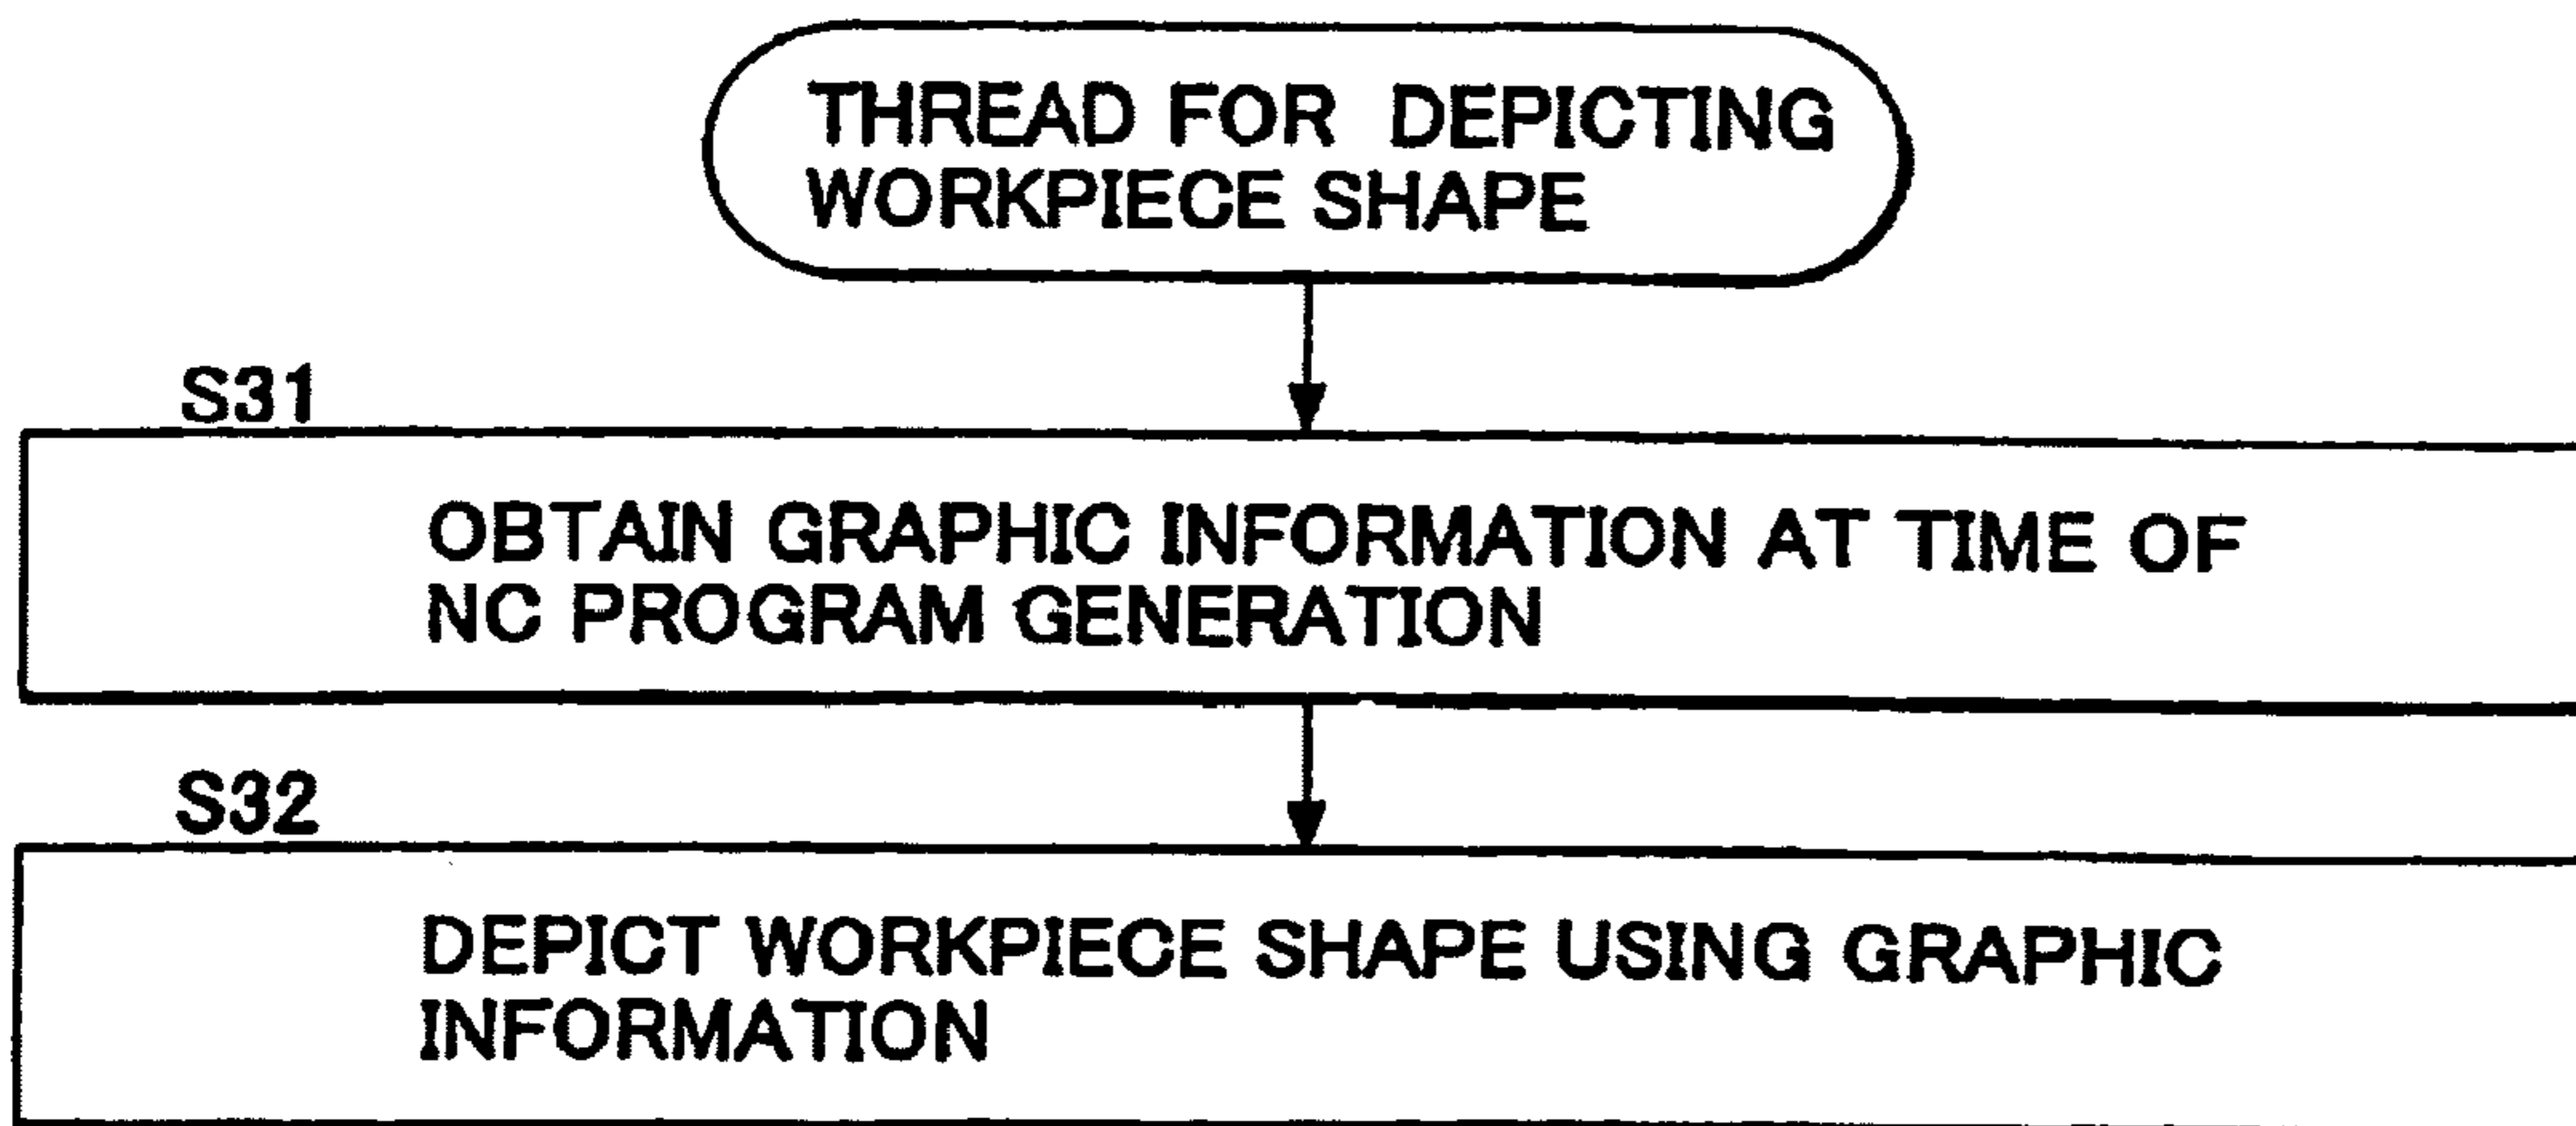 THREAD FOR DEPICTING
WORKPIECE SHAPE
S31
OBTAIN GRAPHIC INFORMATION AT TIME OF
NC PROGRAM GENERATION
S32
DEPICT WORKPIECE SHAPE USING GRAPHIC
INFORMATION